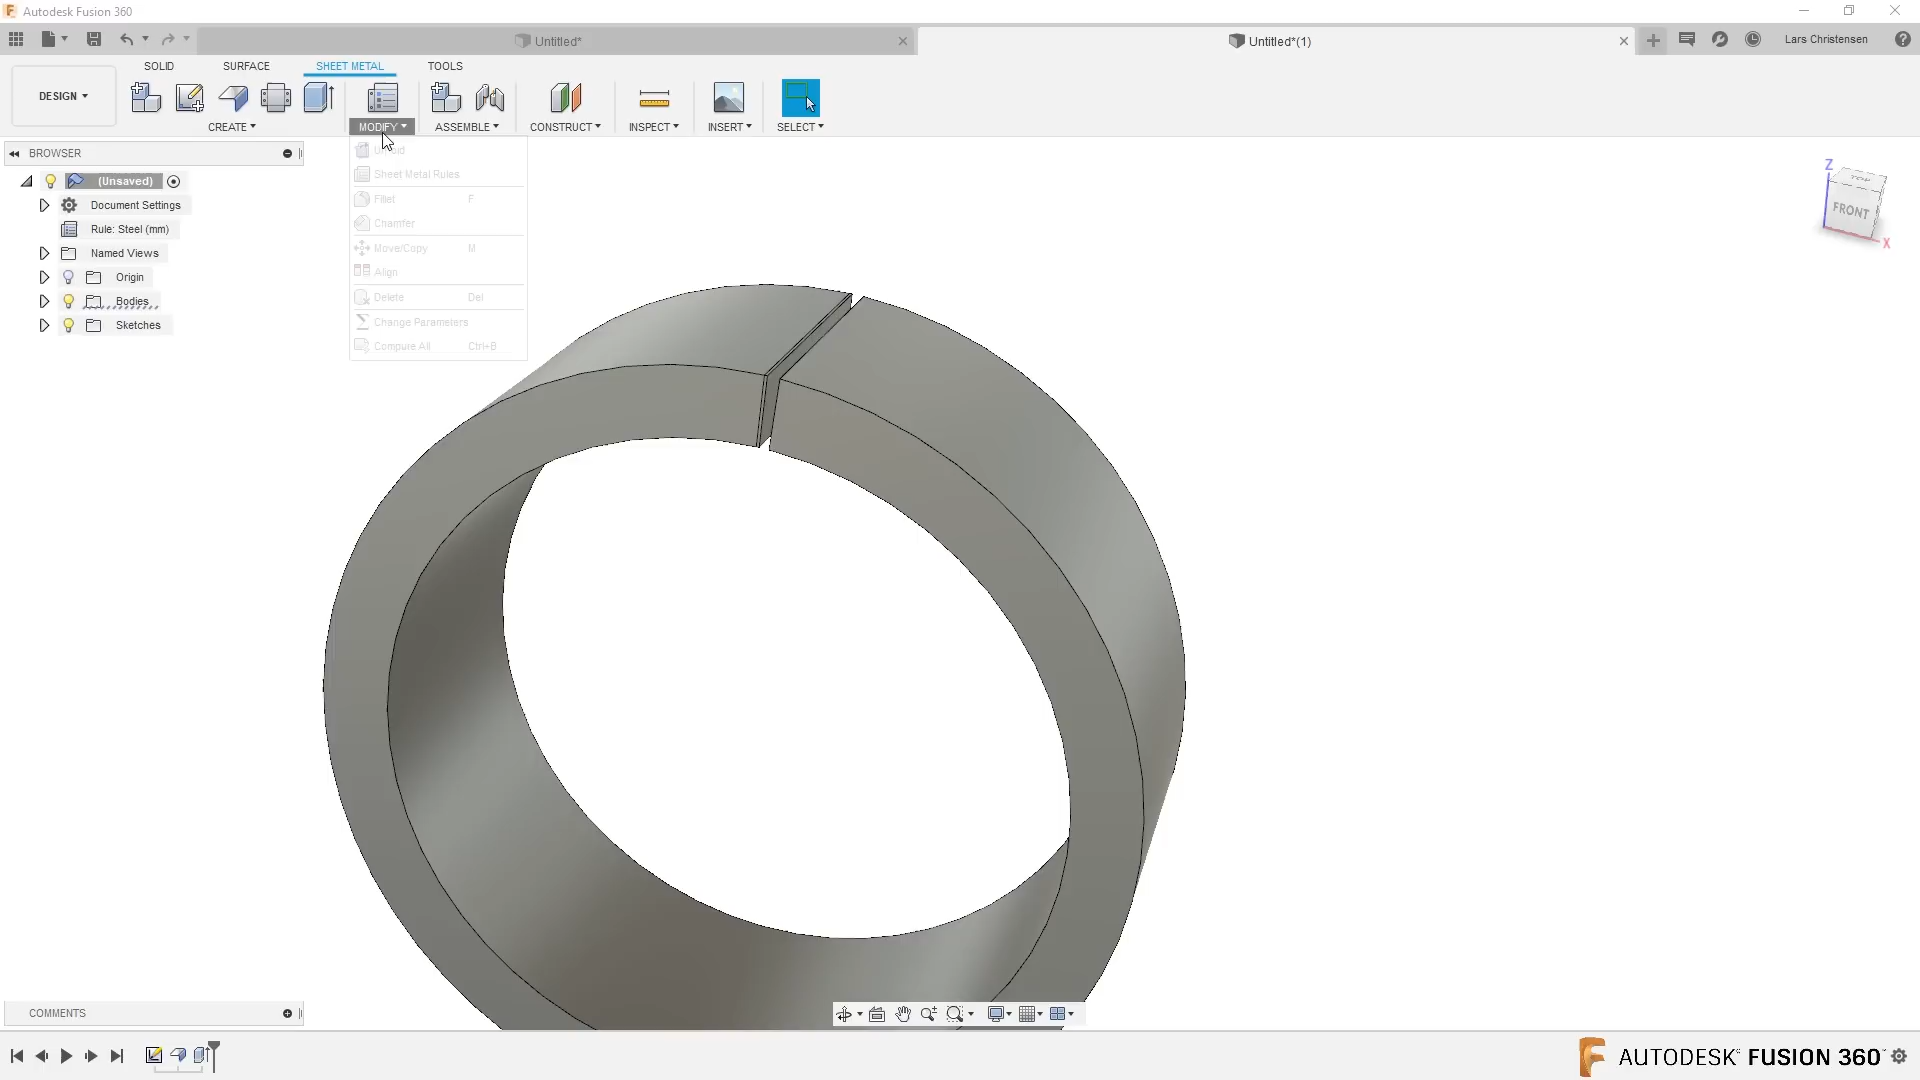 Autodesk Fusion 360
Untitled*
Untitled*(1)
Lars Christensen
DESIGN
SOLID
SURFACE
SHEET METAL
TOOLS
CREATE
MODIFY
ASSEMBLE
CONSTRUCT
INSPECT
INSERT
SELECT
BROWSER
(Unsaved)
Document Settings
Rule: Steel (mm)
Named Views
Origin
Bodies
Sketches
Sheet Metal Rules
Fillet F
Chamfer
Move/Copy M
Align
Delete Del
Change Parameters
Compare All Ctrl+B
Z
TOP
FRONT
X
COMMENTS
AUTODESK FUSION 360